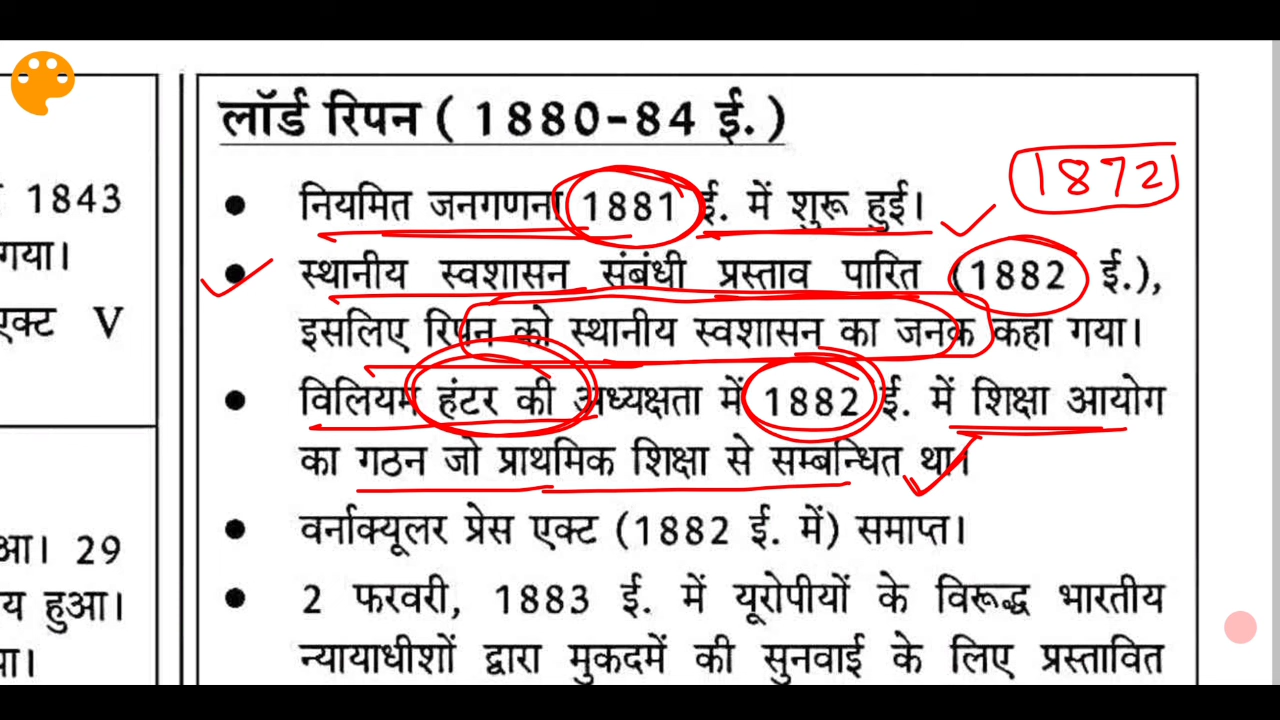 1843
गया।
एक्ट V
29
हुआ।
लॉर्ड रिपन ( 1880-84 ई. )
1872
• नियमित जनगणना 1881 ई. में शुरू हुई।
• स्थानीय स्वशासन संबंधी प्रस्ताव पारित (1882 ई.),
इसलिए रिपन को स्थानीय स्वशासन का जनक कहा गया।
• विलियम हंटर की अध्यक्षता में 1882 ई. में शिक्षा आयोग
का गठन जो प्राथमिक शिक्षा से सम्बन्धित था।
• वर्नाक्यूलर प्रेस एक्ट (1882 ई. में) समाप्त।
• 2 फरवरी, 1883 ई. में यूरोपीयों के विरूद्ध भारतीय
न्यायाधीशों द्वारा मुकदमें की सुनवाई के लिए प्रस्तावित